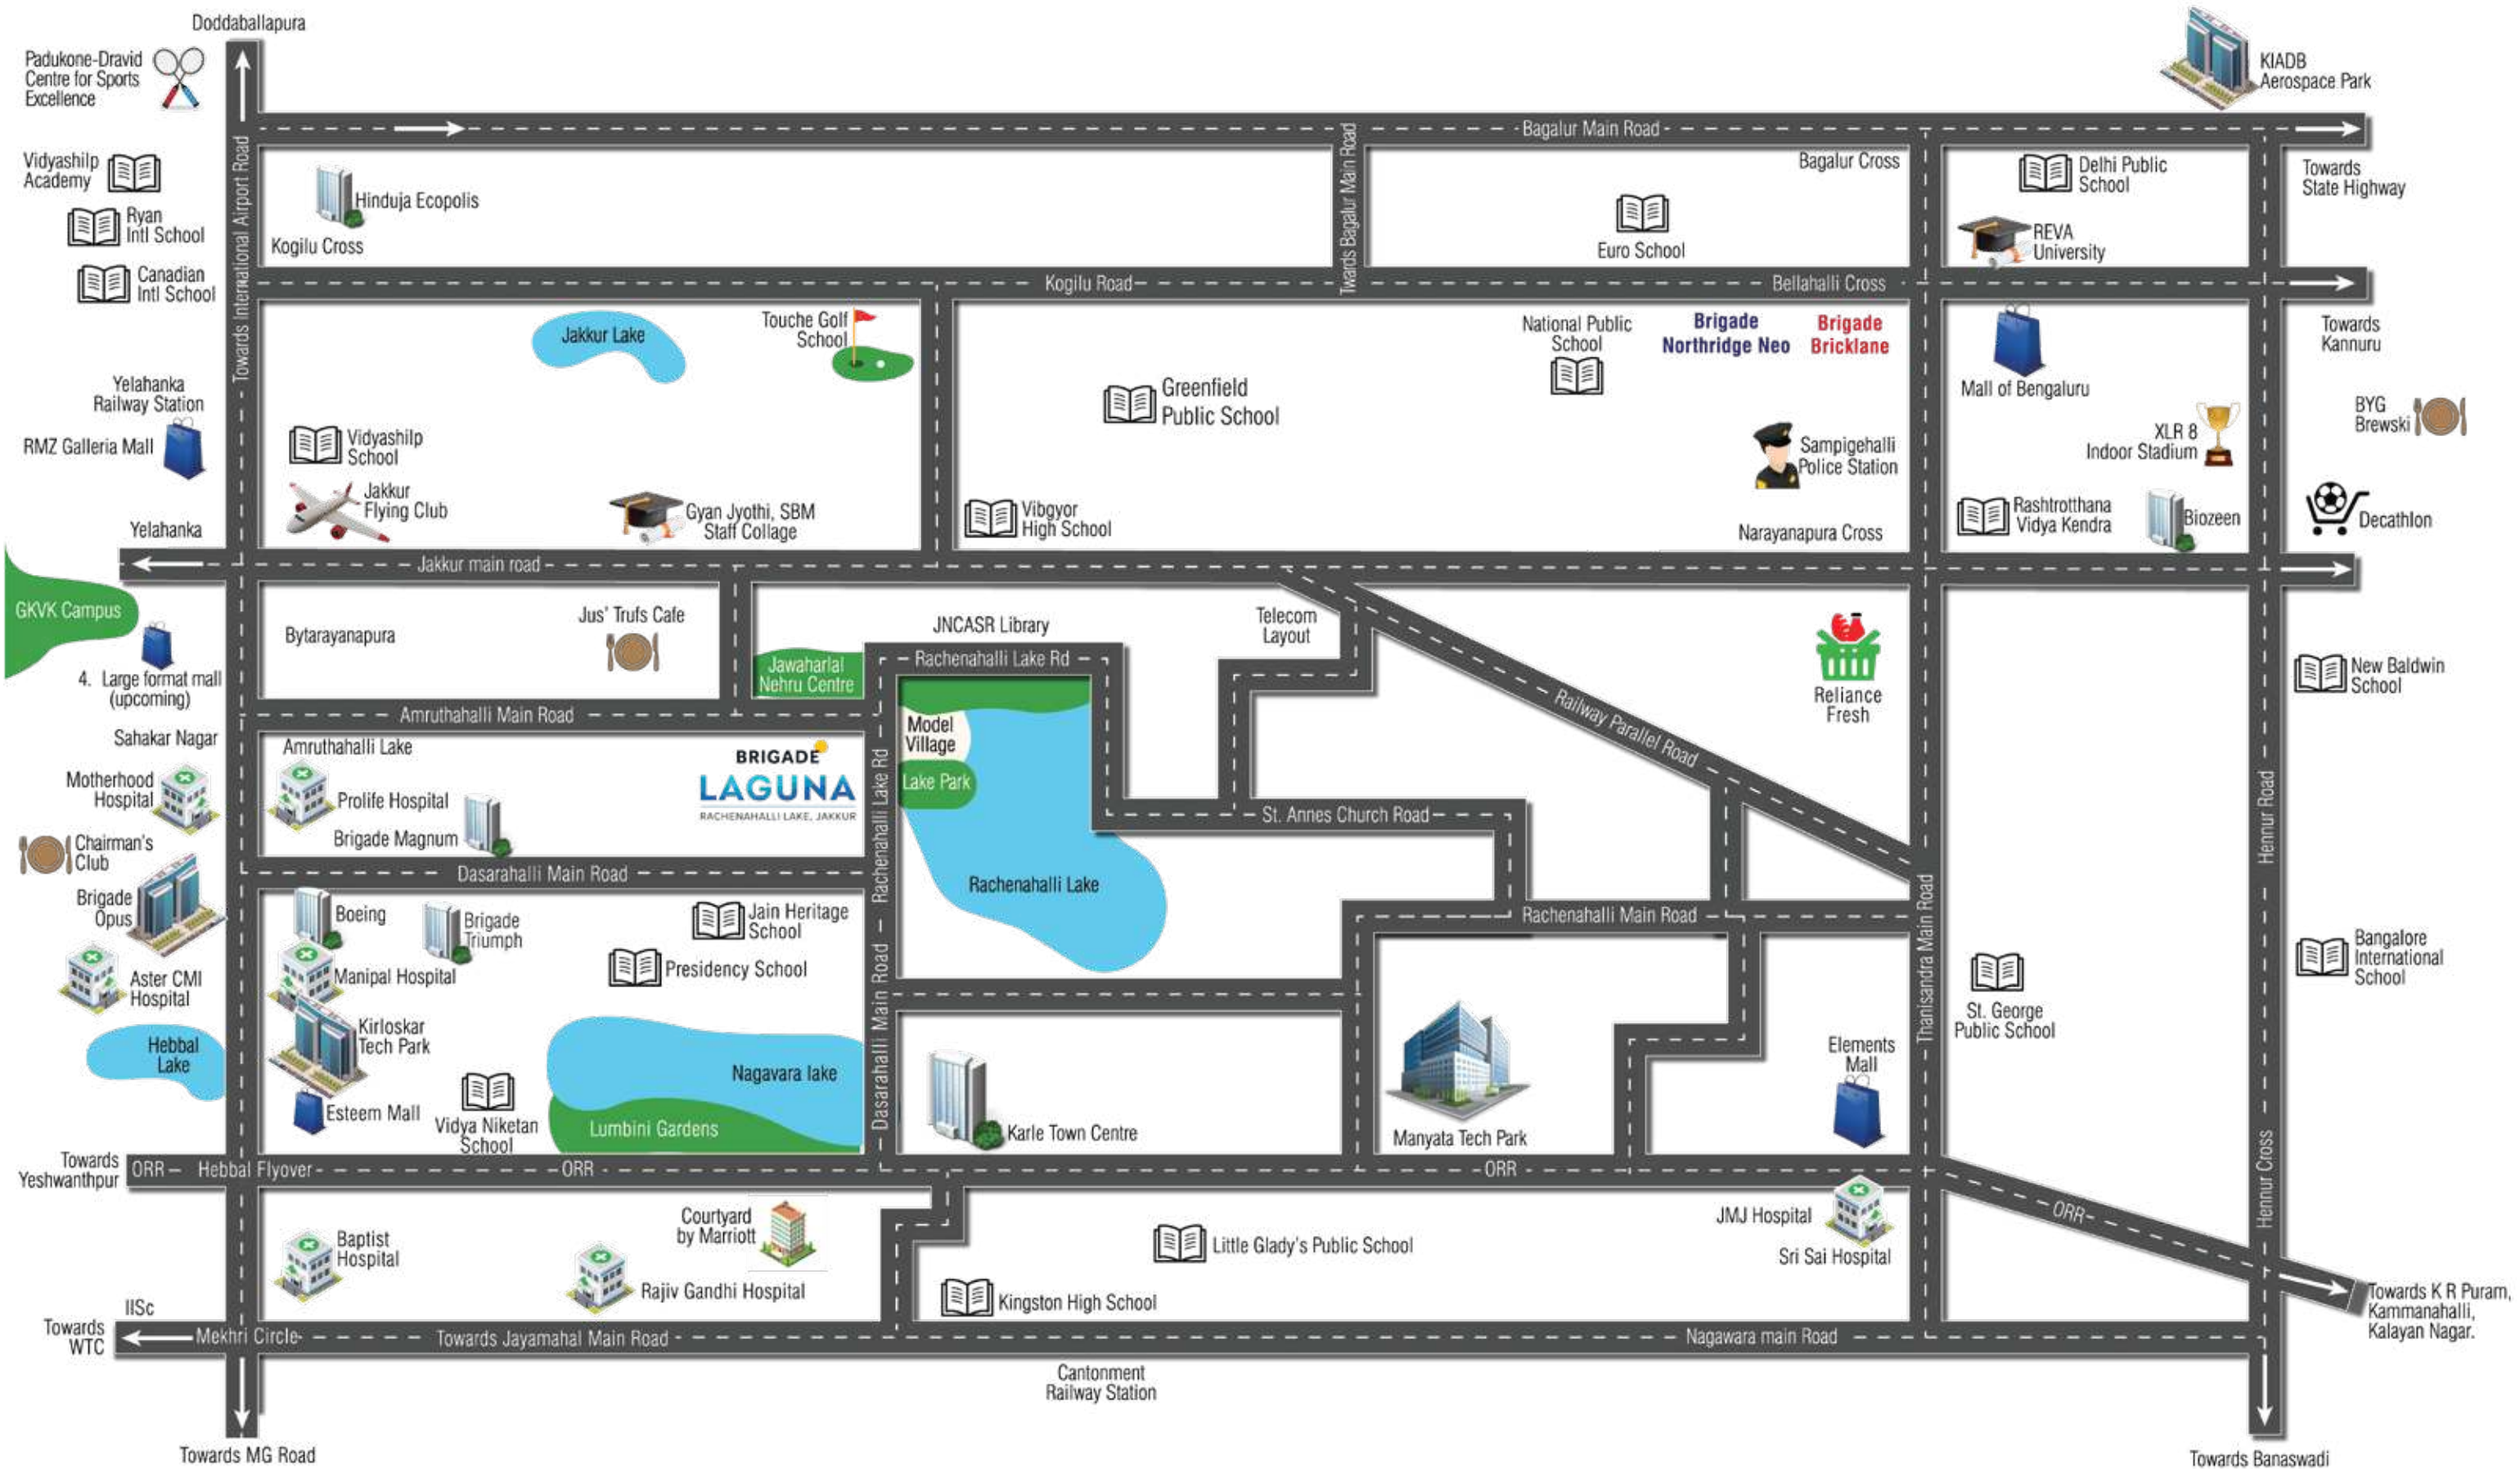 Doddaballapura
Padukone-Dravid
Centre for Sports
Excellence
KIADB
Aerospace Park
Bagalur Main Road
Towards International Airport Road
Twards Bagalur Main Road
Vidyashilp
Academy
Ryan
Intl School
Canadian
Intl School
Hinduja Ecopolis
Kogilu Cross
Bagalur Cross
Euro School
Delhi Public
School
REVA
University
Towards
State Highway
Kogilu Road
Bellahalli Cross
Jakkur Lake
Touche Golf
School
National Public
School
Brigade
Northridge Neo
Brigade
Bricklane
Towards
Kannuru
Yelahanka
Railway Station
RMZ Galleria Mall
Greenfield
Public School
Mall of Bengaluru
BYG
Brewski
Vidyashilp
School
Sampigehalli
Police Station
XLR 8
Indoor Stadium
Jakkur
Flying Club
Gyan Jyothi, SBM
Staff Collage
Vibgyor
High School
Rashtrotthana
Vidya Kendra
Biozeen
Decathlon
Yelahanka
Narayanapura Cross
Jakkur main road
GKVK Campus
Bytarayanapura
Jus' Trufs Cafe
JNCASR Library
Telecom
Layout
Jawaharlal
Nehru Centre
Rachenahalli Lake Rd
4. Large format mall
(upcoming)
Reliance
Fresh
New Baldwin
School
Amruthahalli Main Road
Railway Parallel Road
Sahakar Nagar
Amruthahalli Lake
Model
Village
Lake Park
BRIGADE
LAGUNA
RACHENAHALLI LAKE, JAKKUR
Motherhood
Hospital
Prolife Hospital
Brigade Magnum
Rachenahalli Lake Rd
St. Annes Church Road
Hennur Road
Chairman's
Club
Dasarahalli Main Road
Rachenahalli Lake
Brigade
Opus
Boeing
Brigade
Triumph
Jain Heritage
School
Rachenahalli Main Road
Presidency School
Manipal Hospital
Aster CMI
Hospital
Dasarahalli Main Road
Thanisandra Main Road
Bangalore
International
School
St. George
Public School
Kirloskar
Tech Park
Hebbal
Lake
Nagavara lake
Elements
Mall
Esteem Mall
Vidya Niketan
School
Lumbini Gardens
Karle Town Centre
Manyata Tech Park
Hennur Cross
Towards
Yeshwanthpur
ORR
Hebbal Flyover
ORR
ORR
ORR
Courtyard
by Marriott
Baptist
Hospital
Rajiv Gandhi Hospital
Little Glady's Public School
JMJ Hospital
Sri Sai Hospital
Kingston High School
Towards K R Puram,
Kammanahalli,
Kalayan Nagar.
IISc
Towards
WTC
Mekhri Circle
Towards Jayamahal Main Road
Nagawara main Road
Cantonment
Railway Station
Towards MG Road
Towards Banaswadi